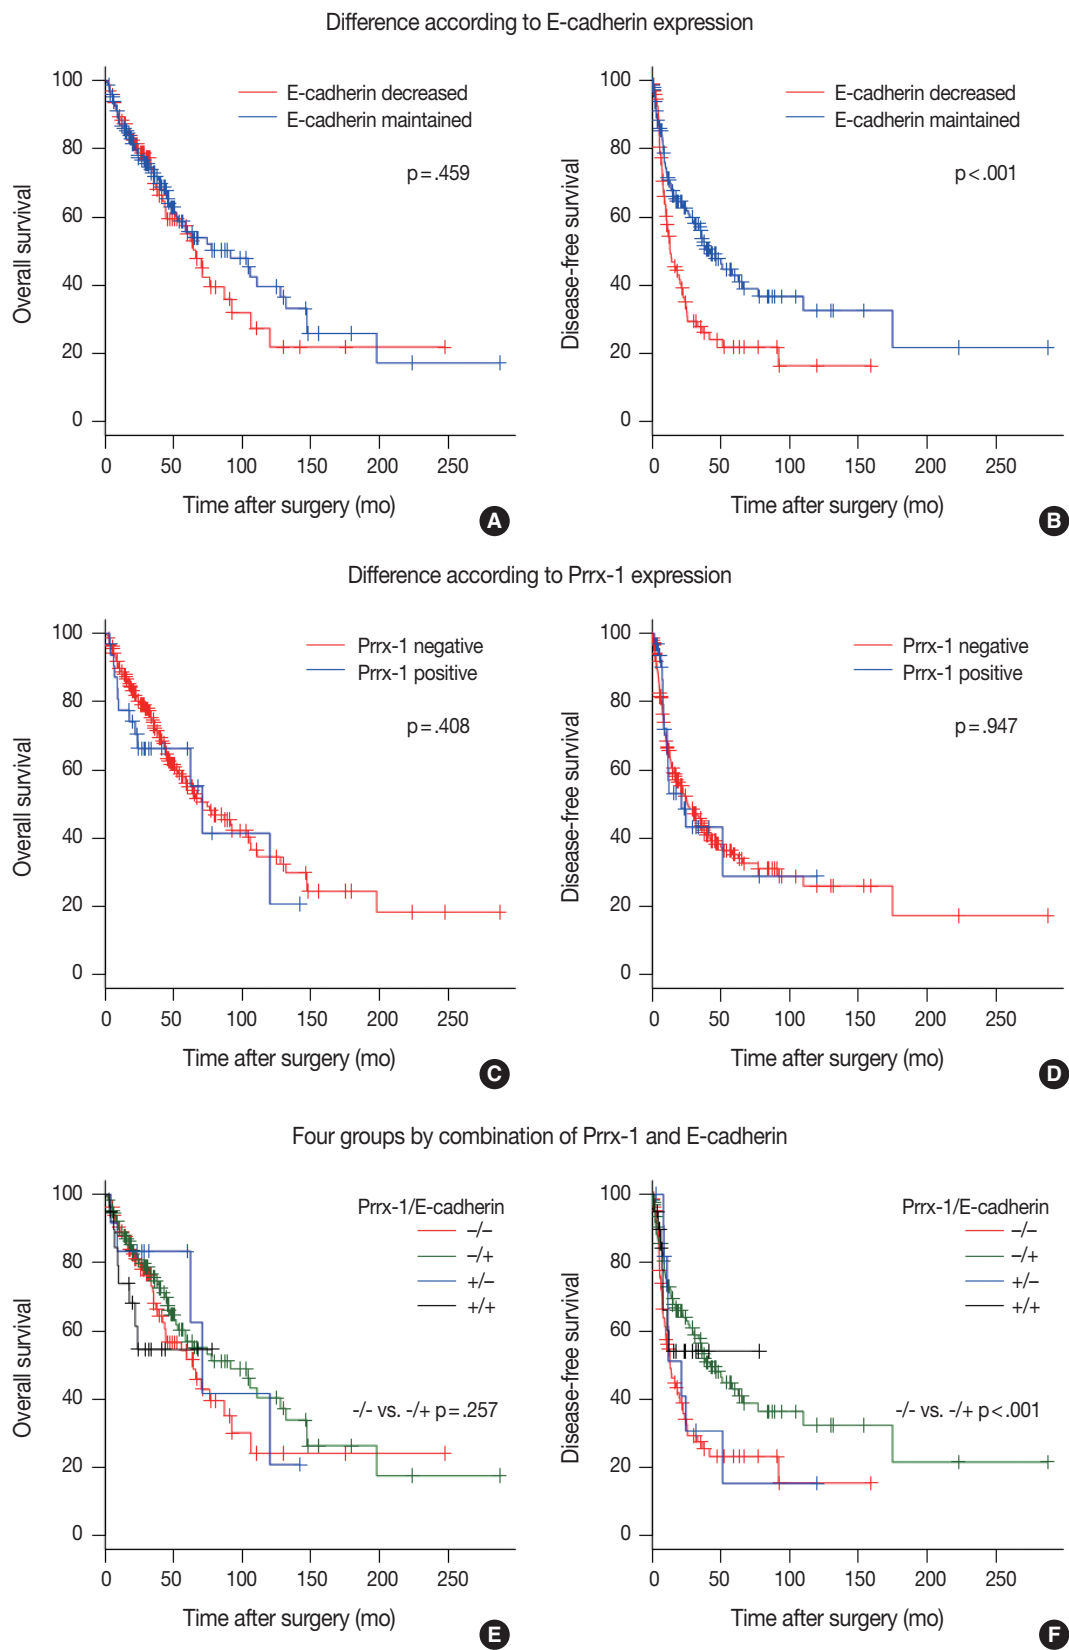 Difference according to E-cadherin expression
100
80
60
40
20
0
Overall survival
E-cadherin decreased
E-cadherin maintained
p=.459
0 50 100 150 200 250
Time after surgery (mo)
A
100
80
60
40
20
0
Disease-free survival
E-cadherin decreased
E-cadherin maintained
p<.001
0 50 100 150 200 250
Time after surgery (mo)
B
Difference according to Prrx-1 expression
100
80
60
40
20
0
Overall survival
Prrx-1 negative
Prrx-1 positive
p=.408
0 50 100 150 200 250
Time after surgery (mo)
C
100
80
60
40
20
0
Disease-free survival
Prrx-1 negative
Prrx-1 positive
p=.947
0 50 100 150 200 250
Time after surgery (mo)
D
Four groups by combination of Prrx-1 and E-cadherin
100
80
60
40
20
0
Overall survival
Prrx-1/E-cadherin
−/−
−/+
+/−
+/+
-/- vs. -/+ p=.257
0 50 100 150 200 250
Time after surgery (mo)
E
100
80
60
40
20
0
Disease-free survival
Prrx-1/E-cadherin
−/−
−/+
+/−
+/+
-/- vs. -/+ p<.001
0 50 100 150 200 250
Time after surgery (mo)
F